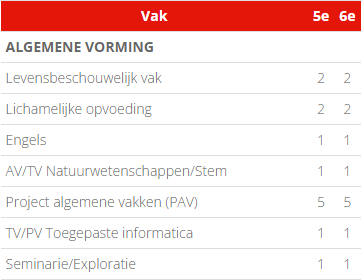 Vak 5e 6e
ALGEMENE VORMING
Levensbeschouwelijk vak 2 2
Lichamelijke opvoeding 2 2
Engels 1 1
AV/TV Natuurwetenschappen/Stem 1 1
Project algemene vakken (PAV) 5 5
TV/PV Toegepaste informatica 1 1
Seminarie/Exploratie 1 1